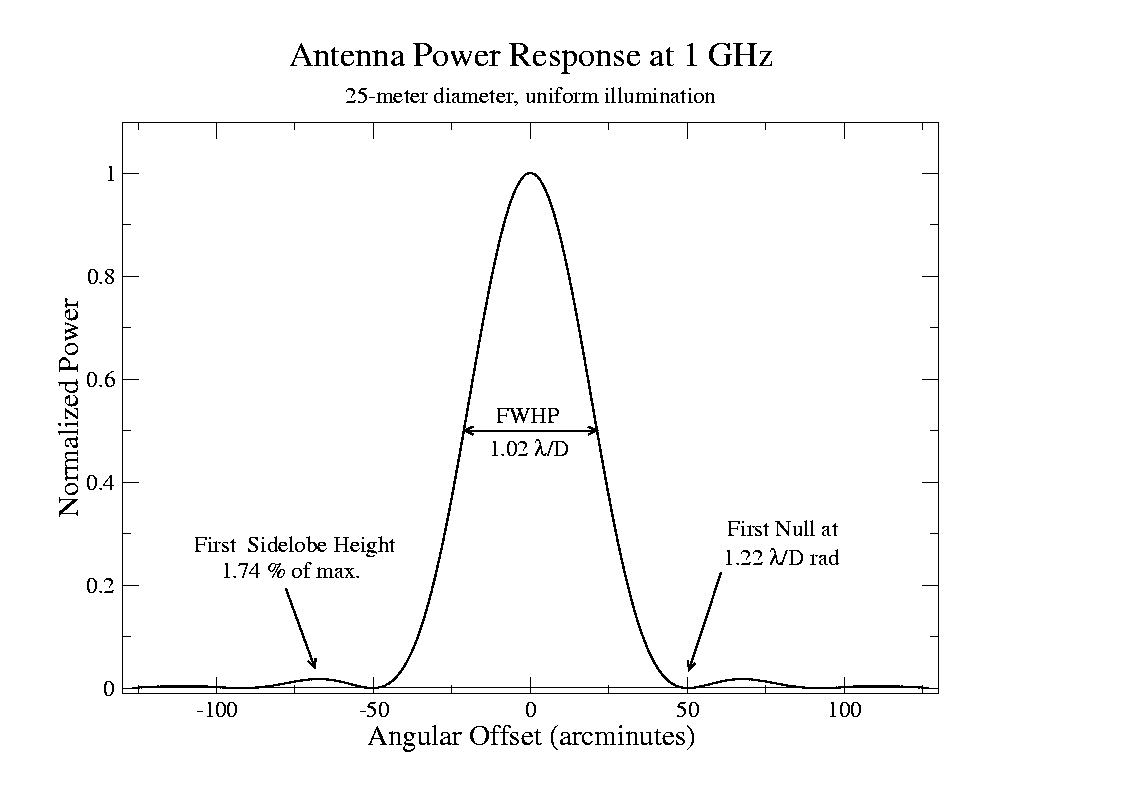 Antenna Power Response at 1 GHz
25-meter diameter, uniform illumination
Normalized Power
1
0.8
0.6
0.4
0.2
0
FWHP
1.02 λ/D
First Sidelobe Height
1.74 % of max.
First Null at
1.22 λ/D rad
-100 -50 0 50 100
Angular Offset (arcminutes)